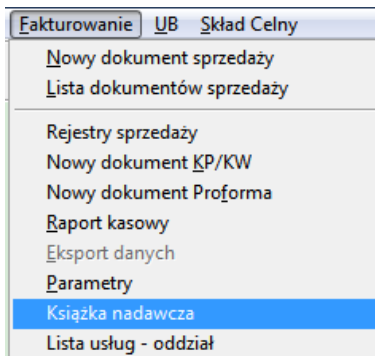 Fakturowanie UB Skład Celny
Nowy dokument sprzedaży
Lista dokumentów sprzedaży
Rejestry sprzedaży
Nowy dokument KP/KW
Nowy dokument Proforma
Raport kasowy
Eksport danych
Parametry
Książka nadawcza
Lista usług - oddział